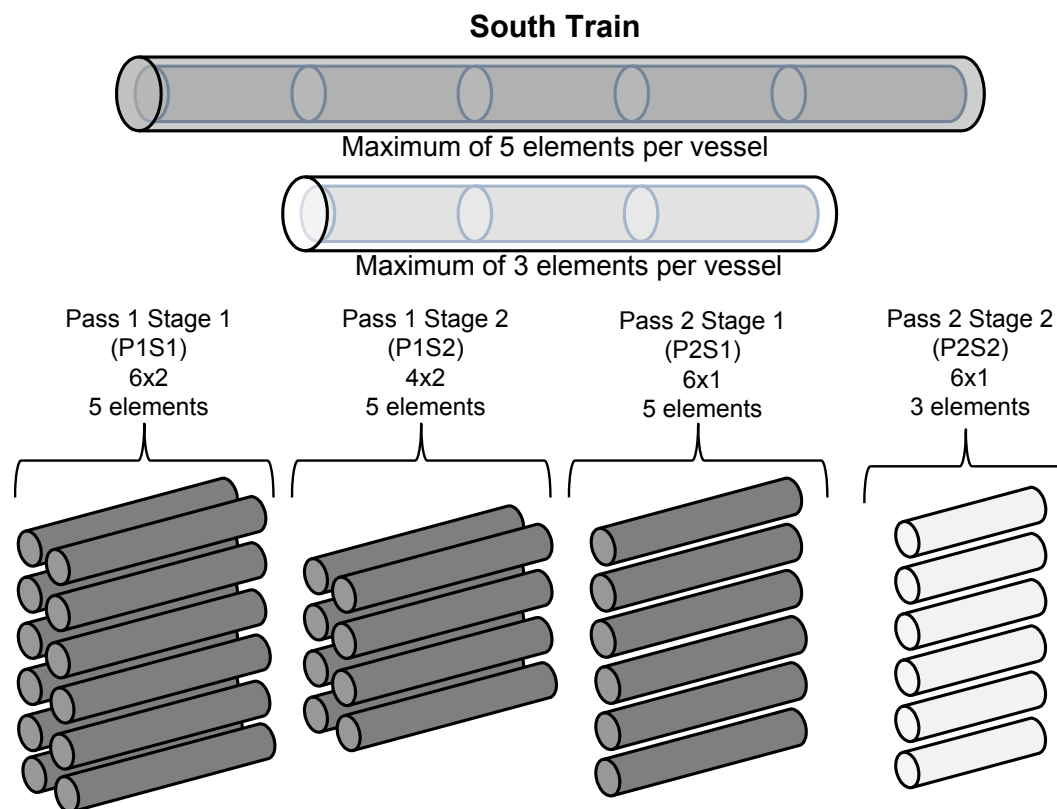 South Train
Maximum of 5 elements per vessel
Maximum of 3 elements per vessel
Pass 1 Stage 1
(P1S1)
6x2
5 elements
Pass 1 Stage 2
(P1S2)
4x2
5 elements
Pass 2 Stage 1
(P2S1)
6x1
5 elements
Pass 2 Stage 2
(P2S2)
6x1
3 elements